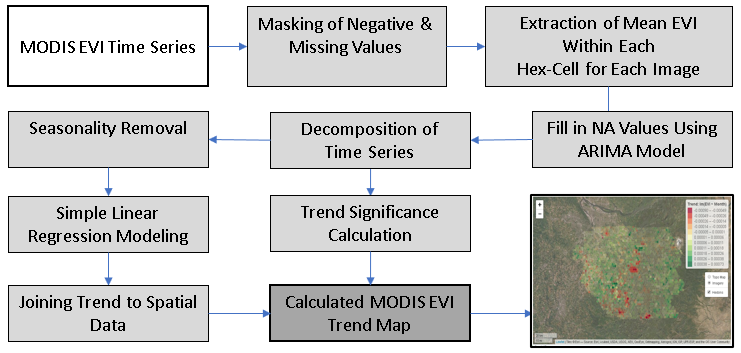 MODIS EVI Time Series
Masking of Negative &
Missing Values
Extraction of Mean EVI
Within Each
Hex-Cell for Each Image
Seasonality Removal
Decomposition of
Time Series
Fill in NA Values Using
ARIMA Model
Simple Linear
Regression Modeling
Trend Significance
Calculation
Joining Trend to Spatial
Data
Calculated MODIS EVI
Trend Map